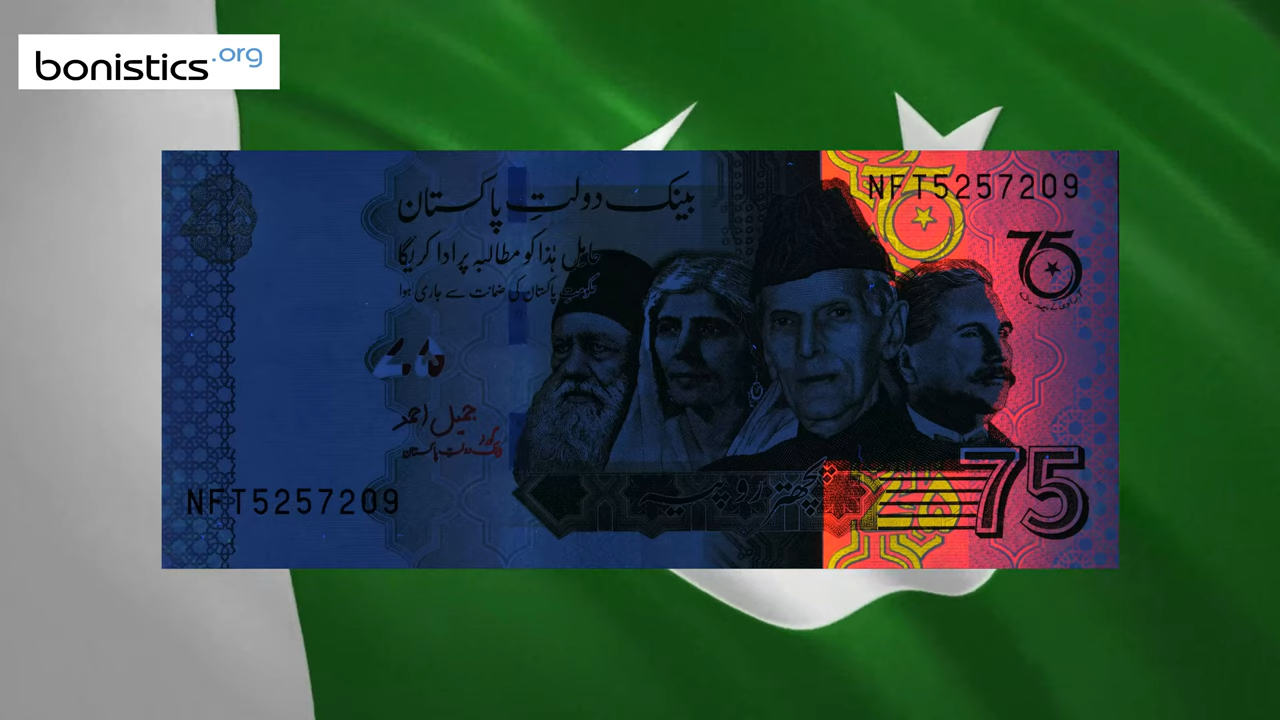 bonistics.org
NFT5257209
بینک دولتِ پاکستان
75
حاملِ ہٰذا کو مطالبہ پر ادا کریگا
حکومتِ پاکستان کی ضمانت سے جاری ہوا
۷۵
جمیل احمد
گورنر
بینک دولت پاکستان
پچھتر روپیہ
75
NFT5257209